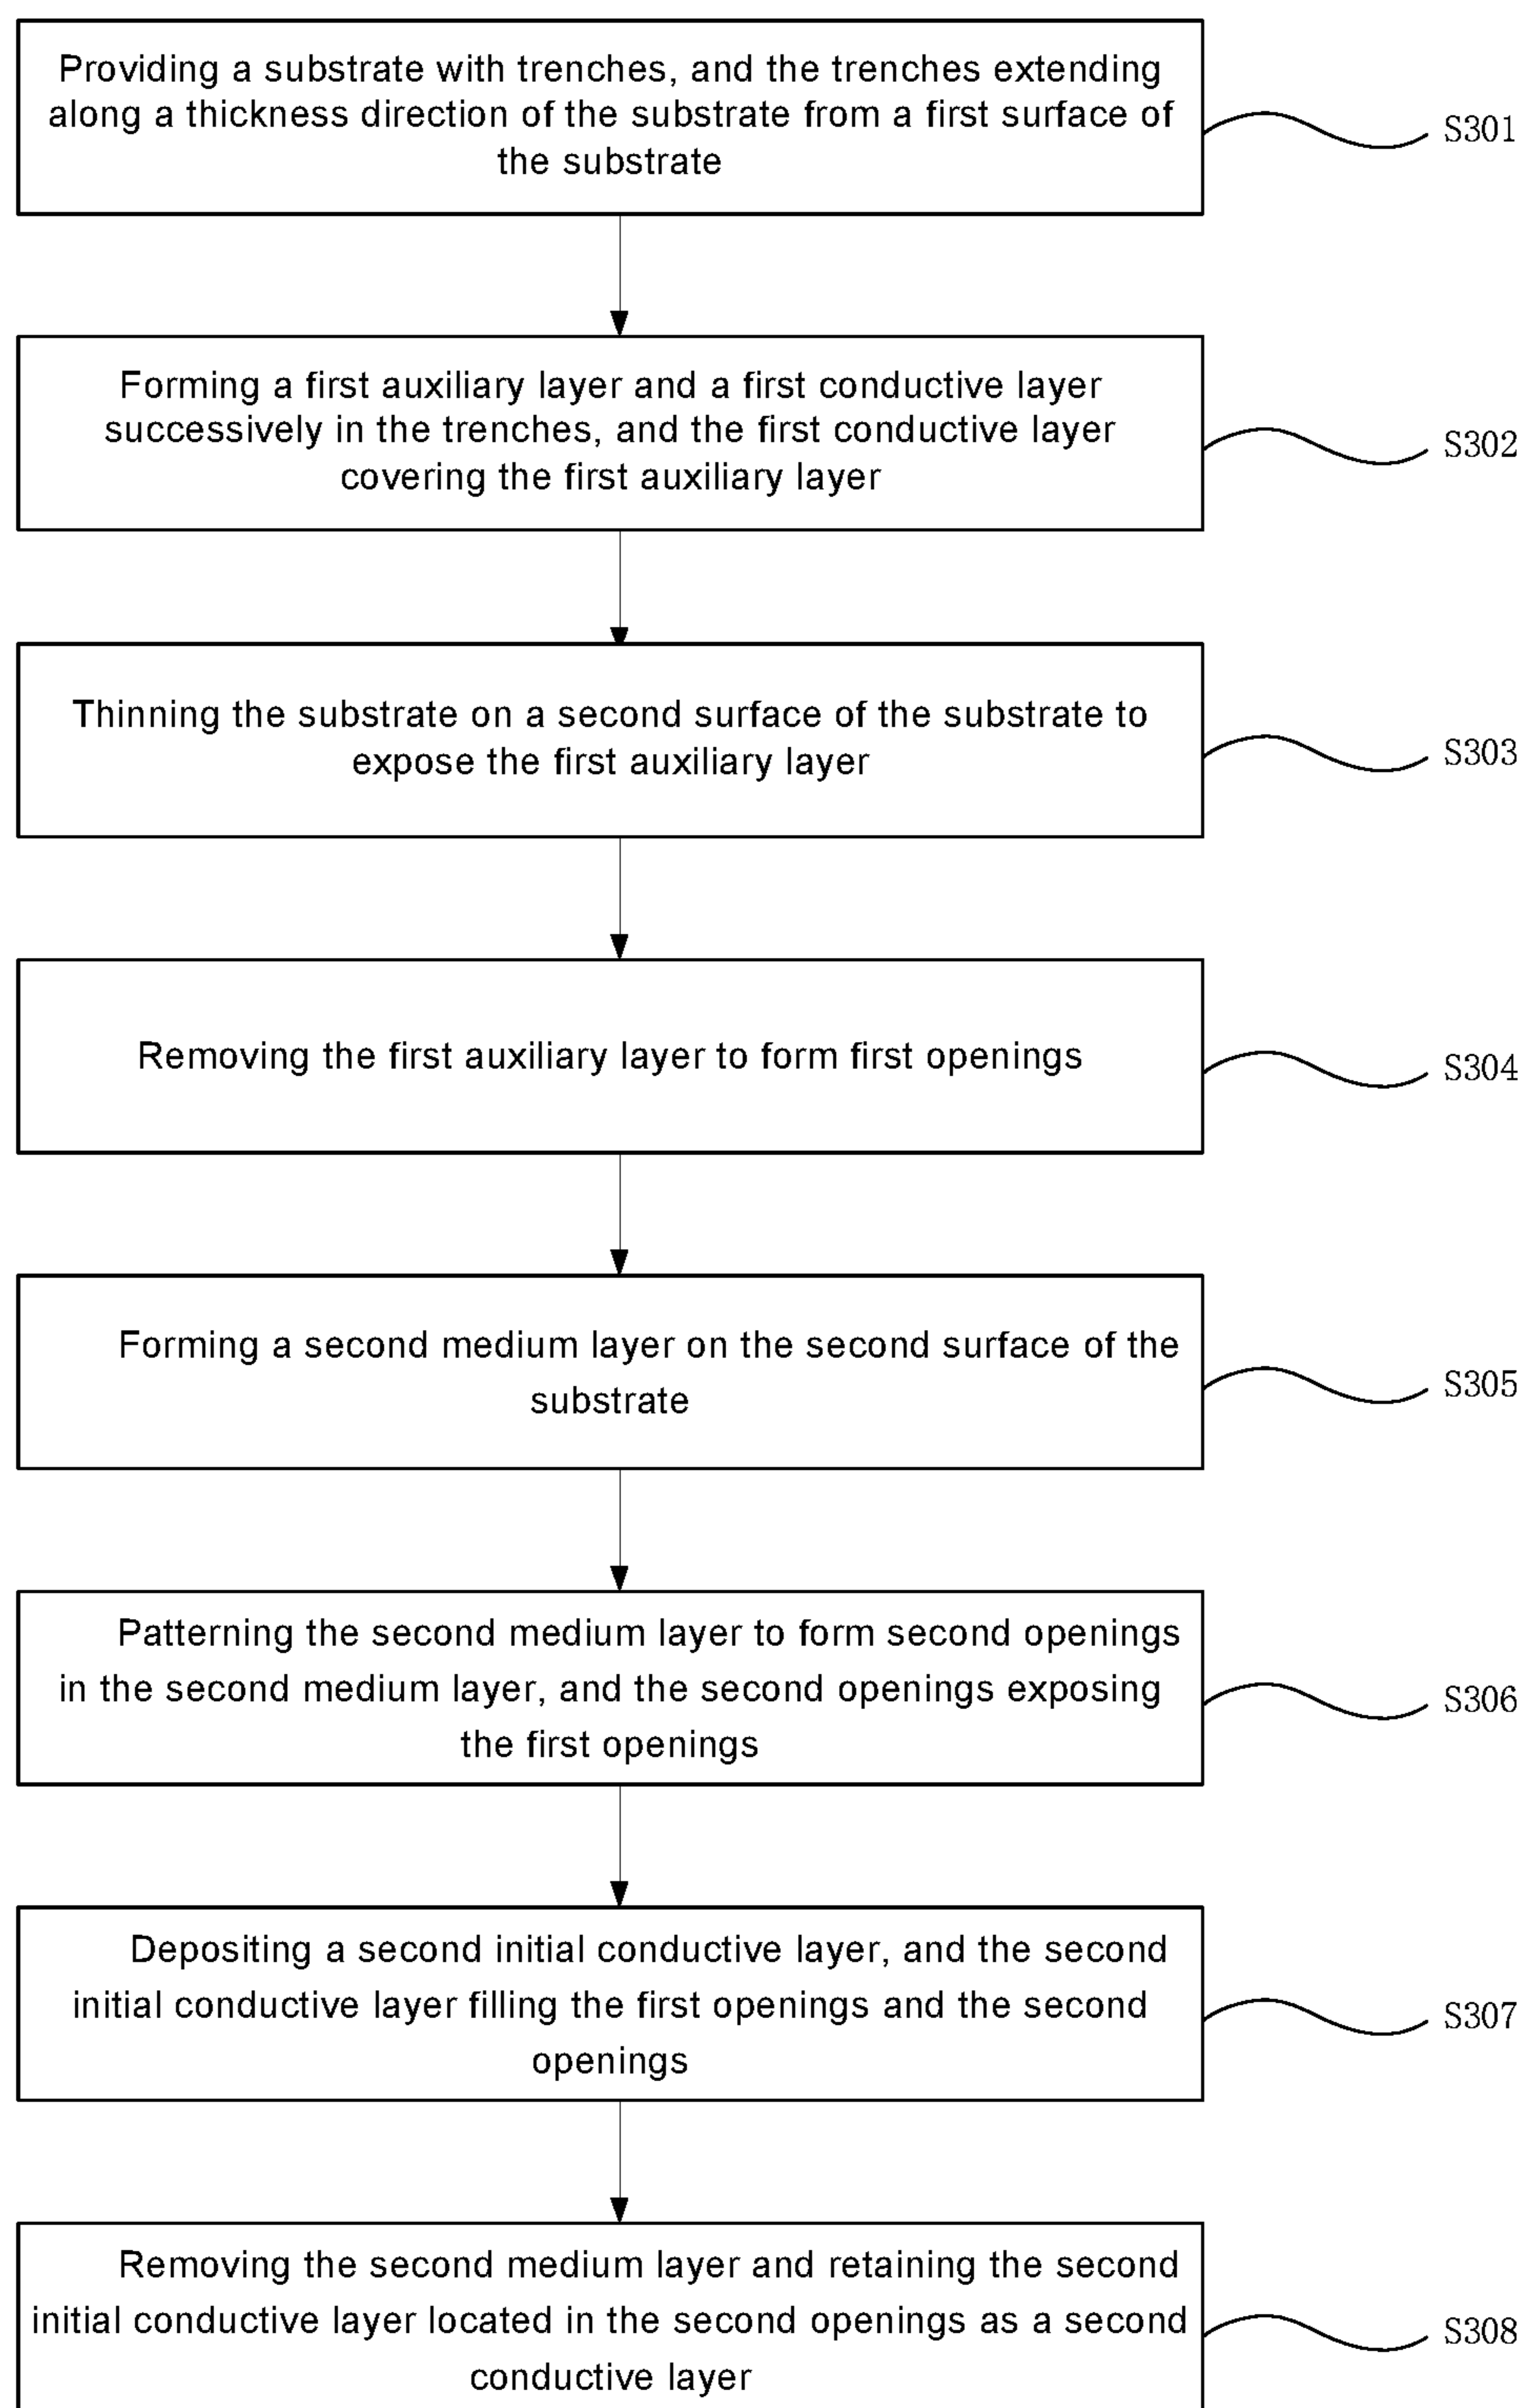 Providing a substrate with trenches, and the trenches extending
along a thickness direction of the substrate from a first surface of
the substrate
S301
Forming a first auxiliary layer and a first conductive layer
successively in the trenches, and the first conductive layer
covering the first auxiliary layer
S302
Thinning the substrate on a second surface of the substrate to
expose the first auxiliary layer
S303
Removing the first auxiliary layer to form first openings
S304
Forming a second medium layer on the second surface of the
substrate
S305
Patterning the second medium layer to form second openings
in the second medium layer, and the second openings exposing
the first openings
S306
Depositing a second initial conductive layer, and the second
initial conductive layer filling the first openings and the second
openings
S307
Removing the second medium layer and retaining the second
initial conductive layer located in the second openings as a second
conductive layer
S308